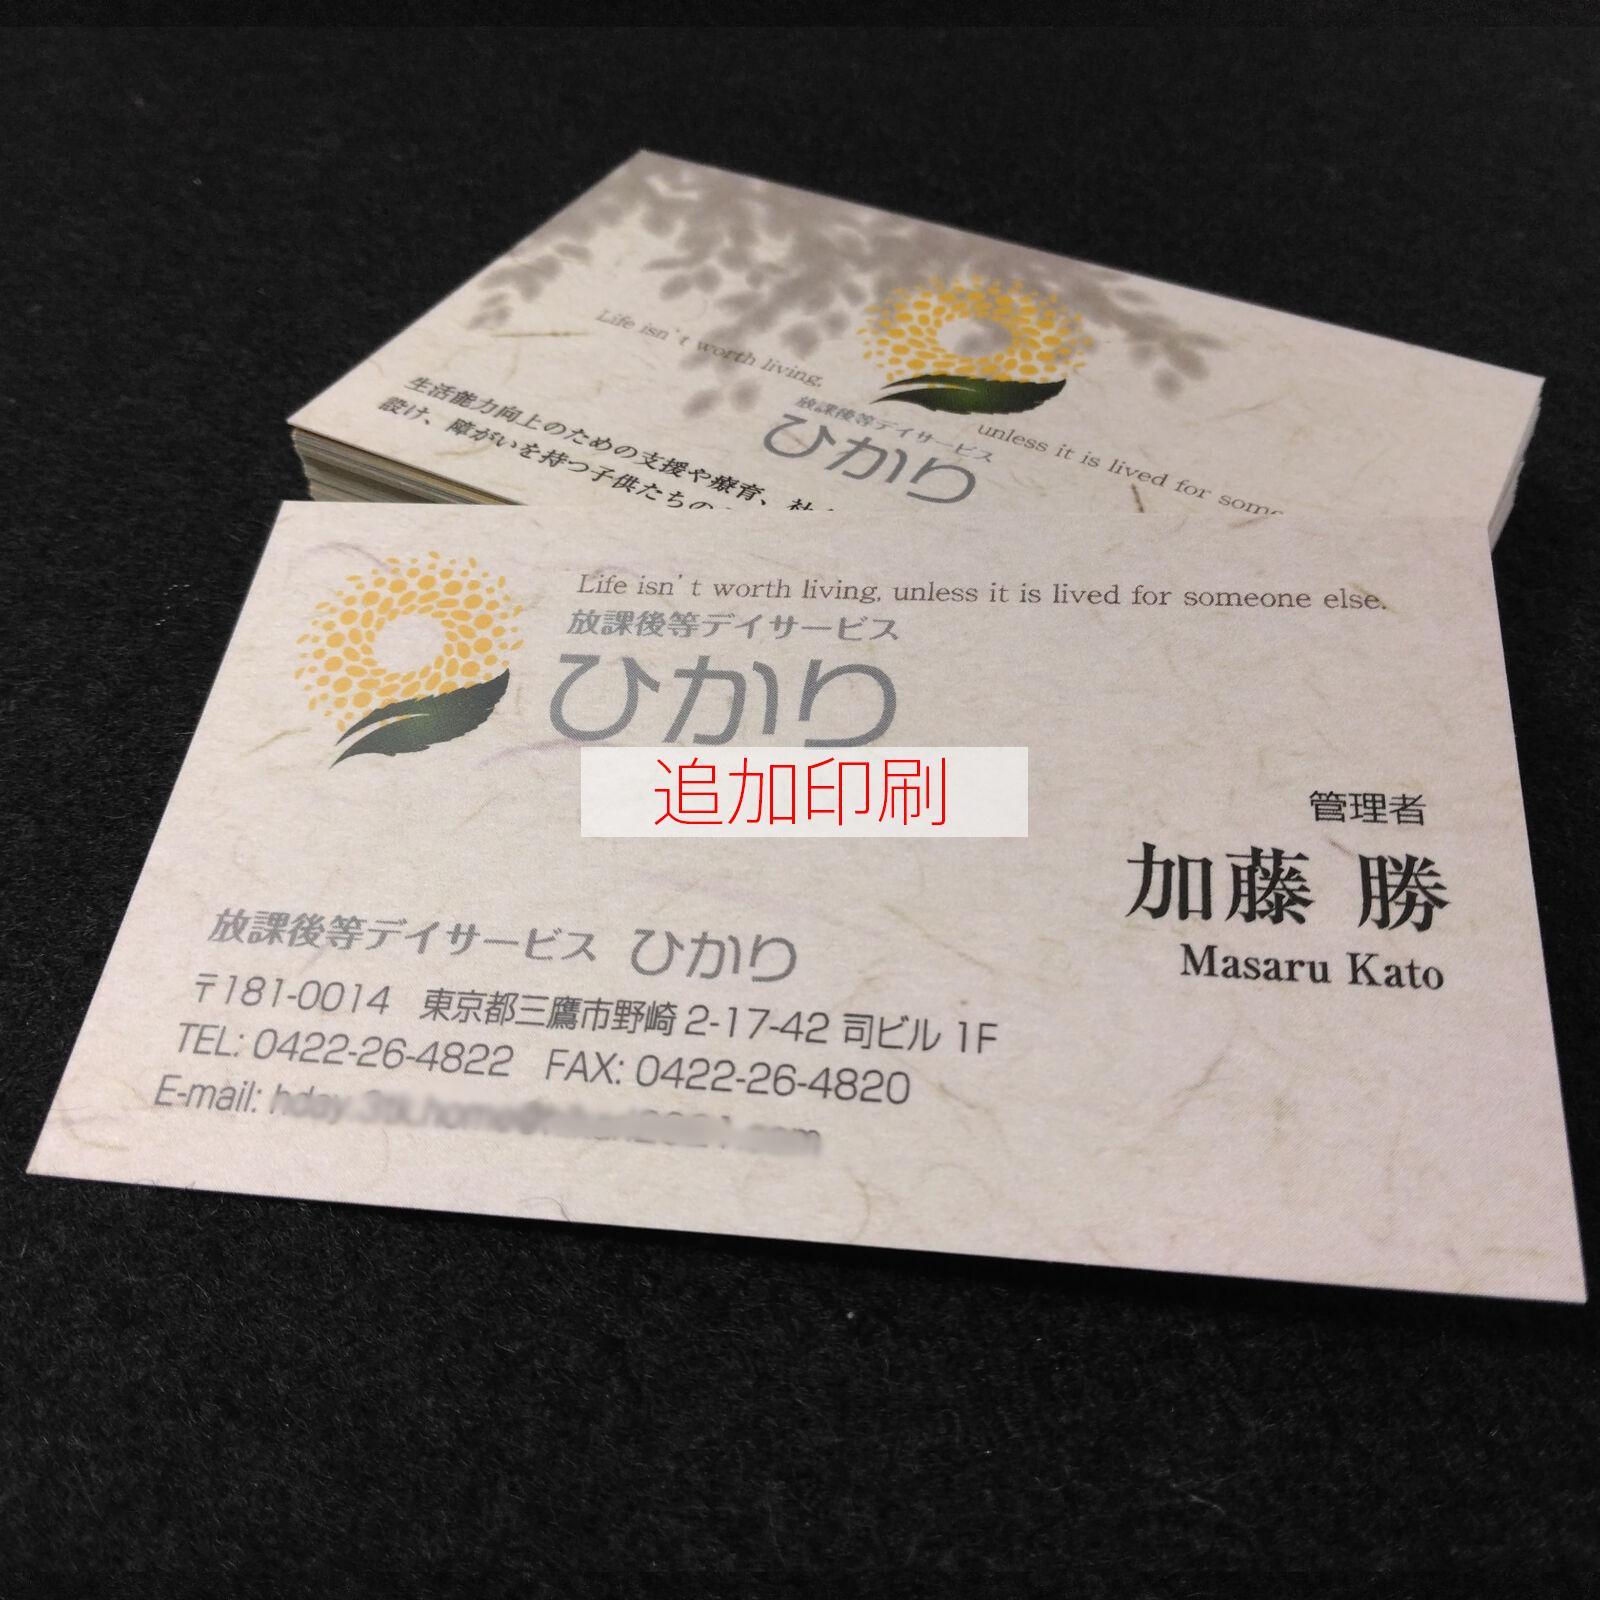 Life isn't worth living,
unless it is lived for some
放課後等デイサービス
ひかり
生活能力向上のための支援や療育、社
設け、障がいを持つ子供たちの
Life isn't worth living, unless it is lived for someone else.
放課後等デイサービス
ひかり
追加印刷
管理者
加藤 勝
Masaru Kato
放課後等デイサービス ひかり
〒181-0014 東京都三鷹市野崎 2-17-42 司ビル 1F
TEL: 0422-26-4822 FAX: 0422-26-4820
E-mail: